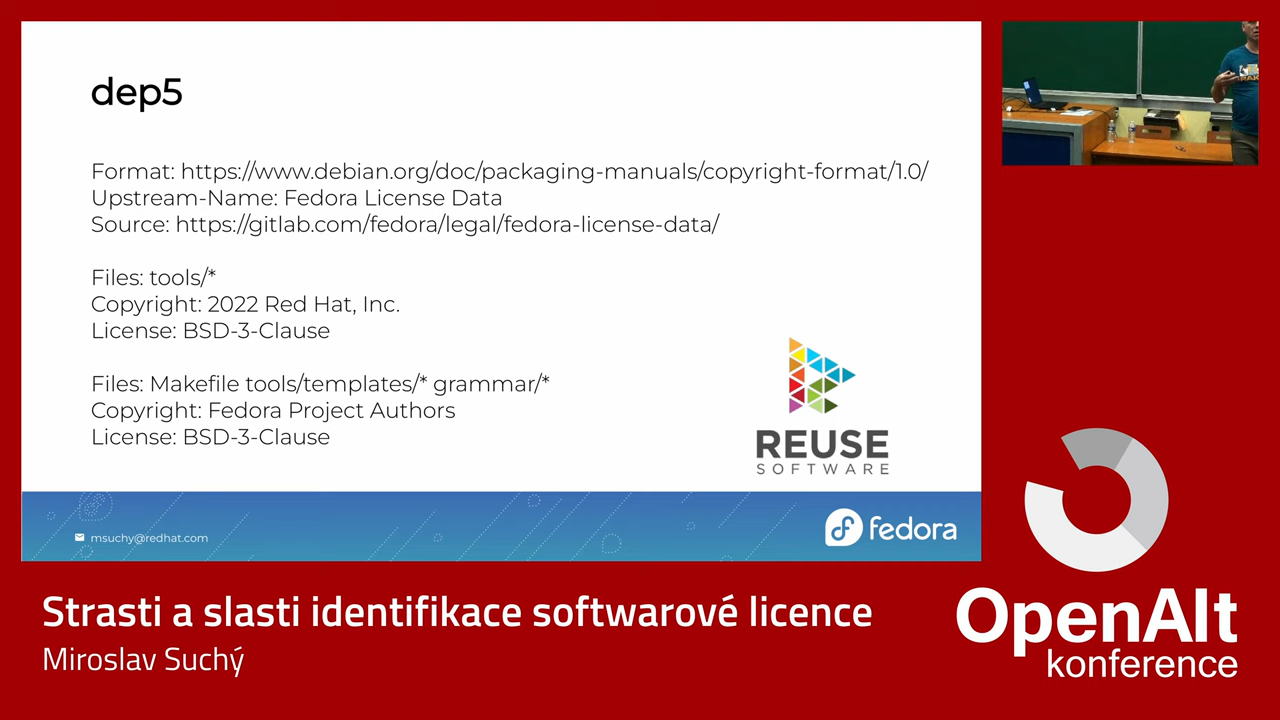 dep5
Format: https://www.debian.org/doc/packaging-manuals/copyright-format/1.0/
Upstream-Name: Fedora License Data
Source: https://gitlab.com/fedora/legal/fedora-license-data/
Files: tools/*
Copyright: 2022 Red Hat, Inc.
License: BSD-3-Clause
Files: Makefile tools/templates/* grammar/*
Copyright: Fedora Project Authors
License: BSD-3-Clause
REUSE
SOFTWARE
msuchy@redhat.com
fedora
Strasti a slasti identifikace softwarové licence
Miroslav Suchý
OpenAlt
konference